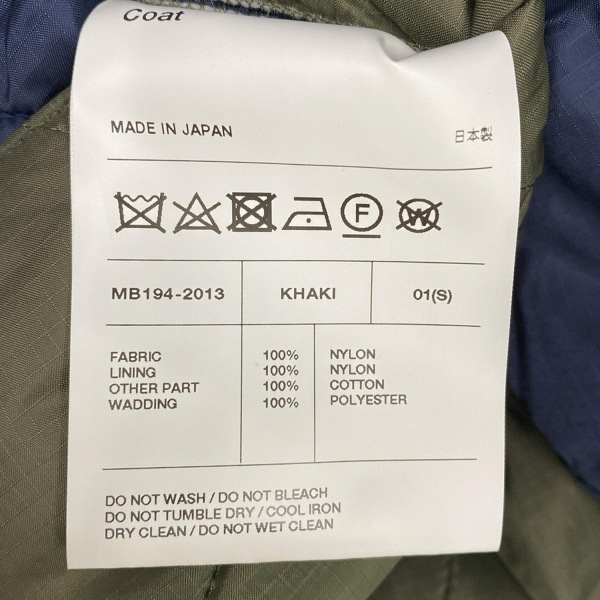 Coat
MADE IN JAPAN 日本製
F W
MB194-2013 KHAKI 01(S)
FABRIC 100% NYLON
LINING 100% NYLON
OTHER PART 100% COTTON
WADDING 100% POLYESTER
DO NOT WASH / DO NOT BLEACH
DO NOT TUMBLE DRY / COOL IRON
DRY CLEAN / DO NOT WET CLEAN